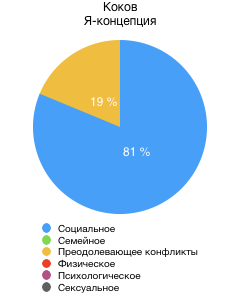 Коков
Я-концепция
19 %
81 %
Социальное
Семейное
Преодолевающее конфликты
Физическое
Психологическое
Сексуальное